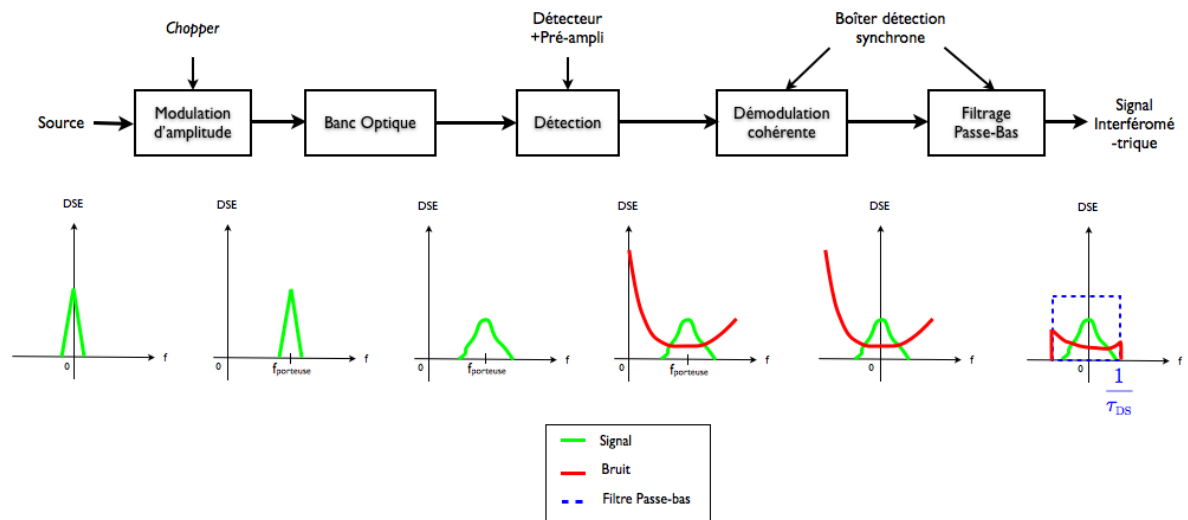 Chopper
Détecteur
+Pré-ampli
Boîter détection
synchrone
Source
Modulation
d'amplitude
Banc Optique
Détection
Démodulation
cohérente
Filtrage
Passe-Bas
Signal
Interféromé
-trique
DSE
DSE
DSE
DSE
DSE
DSE
0
f
0
fporteuse
f
0
fporteuse
f
0
fporteuse
f
0
f
0
f
1
τDS
Signal
Bruit
Filtre Passe-bas